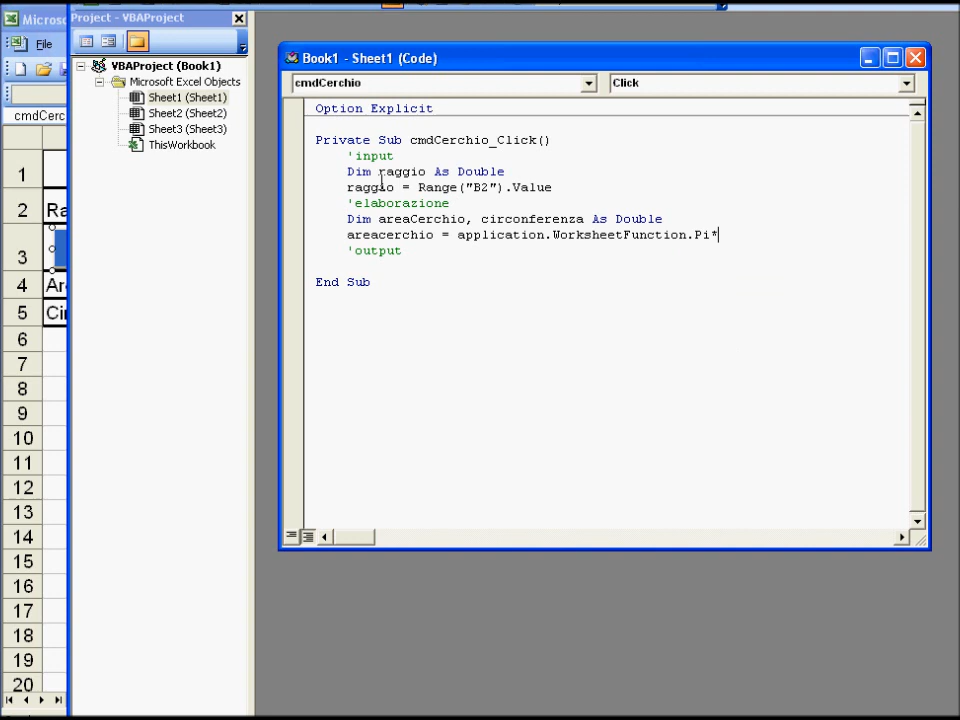 Microso
Project - VBAProject
File
cmdCerc
VBAProject (Book1)
Microsoft Excel Objects
Sheet1 (Sheet1)
Sheet2 (Sheet2)
Sheet3 (Sheet3)
ThisWorkbook
1
2 Ra
3
4 Are
5 Cir
6
7
8
9
10
11
12
13
14
15
16
17
18
19
20
Book1 - Sheet1 (Code)
cmdCerchio Click
Option Explicit
Private Sub cmdCerchio_Click()
'input
Dim raggio As Double
raggio = Range("B2").Value
'elaborazione
Dim areaCerchio, circonferenza As Double
areacerchio = application.WorksheetFunction.Pi*
'output
End Sub